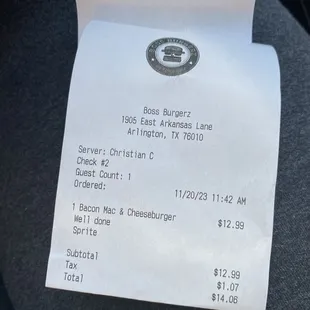 Boss Burgerz
1905 East Arkansas Lane
Arlington, TX 76010
Server: Christian C
Check #2
Guest Count: 1
Ordered: 11/20/23 11:42 AM
1 Bacon Mac & Cheeseburger $12.99
Well done
Sprite
Subtotal $12.99
Tax $1.07
Total $14.06